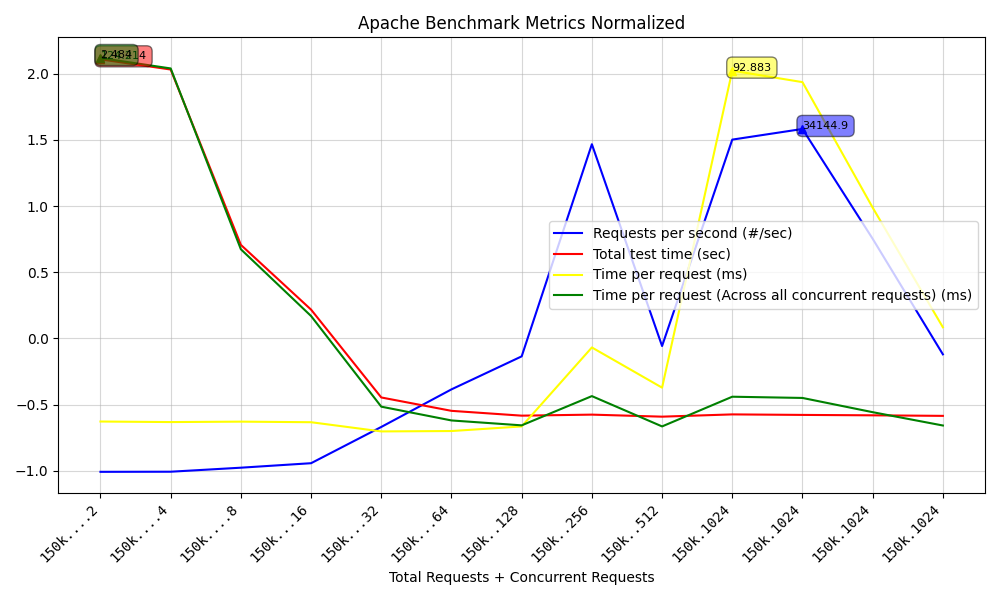 Apache Benchmark Metrics Normalized
2.484
92.883
34144.9
2.0
1.5
1.0
0.5
0.0
−0.5
−1.0
Requests per second (#/sec)
Total test time (sec)
Time per request (ms)
Time per request (Across all concurrent requests) (ms)
150k....2
150k....4
150k....8
150k...16
150k...32
150k...64
150k..128
150k..256
150k..512
150k.1024
150k.1024
150k.1024
150k.1024
Total Requests + Concurrent Requests